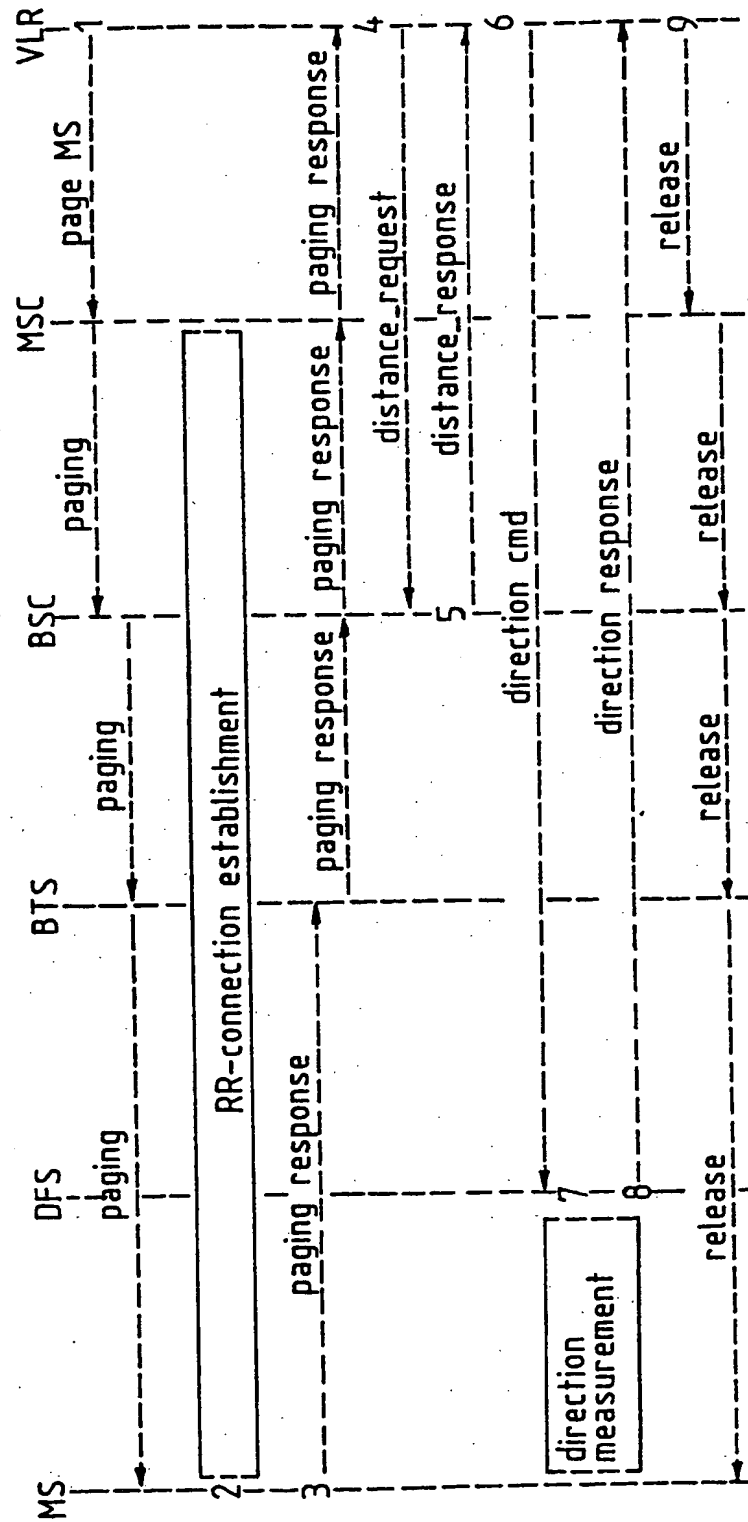 MS
DFS
BTS
BSC
MSC
VLR
1
page MS
paging
paging
paging
2
RR-connection establishment
3
paging response
paging response
paging response
paging response
4
distance_request
5
distance_response
6
direction cmd
7
direction
measurement
8
direction response
9
release
release
release
release